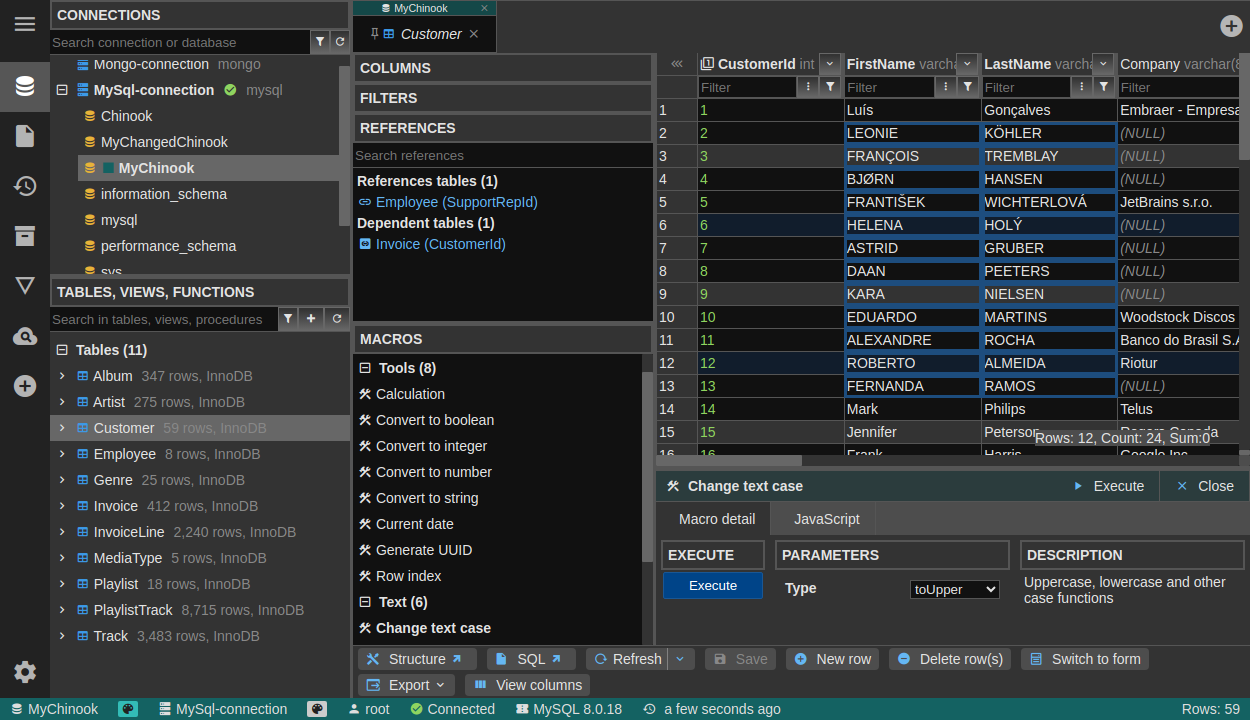 CONNECTIONS
Search connection or database
Mongo-connection mongo
MySql-connection mysql
Chinook
MyChangedChinook
MyChinook
information_schema
mysql
performance_schema
sys
TABLES, VIEWS, FUNCTIONS
Search in tables, views, procedures
Tables (11)
Album 347 rows, InnoDB
Artist 275 rows, InnoDB
Customer 59 rows, InnoDB
Employee 8 rows, InnoDB
Genre 25 rows, InnoDB
Invoice 412 rows, InnoDB
InvoiceLine 2,240 rows, InnoDB
MediaType 5 rows, InnoDB
Playlist 18 rows, InnoDB
PlaylistTrack 8,715 rows, InnoDB
Track 3,483 rows, InnoDB
MyChinook
Customer
COLUMNS
FILTERS
REFERENCES
Search references
References tables (1)
Employee (SupportRepId)
Dependent tables (1)
Invoice (CustomerId)
MACROS
Tools (8)
Calculation
Convert to boolean
Convert to integer
Convert to number
Convert to string
Current date
Generate UUID
Row index
Text (6)
Change text case
CustomerId int FirstName varcha LastName varcha Company varchar(8
Filter Filter Filter Filter
1 1 Luís Gonçalves Embraer - Empresa
2 2 LEONIE KÖHLER (NULL)
3 3 FRANÇOIS TREMBLAY (NULL)
4 4 BJØRN HANSEN (NULL)
5 5 FRANTIŠEK WICHTERLOVÁ JetBrains s.r.o.
6 6 HELENA HOLÝ (NULL)
7 7 ASTRID GRUBER (NULL)
8 8 DAAN PEETERS (NULL)
9 9 KARA NIELSEN (NULL)
10 10 EDUARDO MARTINS Woodstock Discos
11 11 ALEXANDRE ROCHA Banco do Brasil S.A
12 12 ROBERTO ALMEIDA Riotur
13 13 FERNANDA RAMOS (NULL)
14 14 Mark Philips Telus
15 15 Jennifer Peterson Rogers Canada
16 16 Frank Harris Google Inc.
Rows: 12, Count: 24, Sum:0
Change text case Execute Close
Macro detail JavaScript
EXECUTE PARAMETERS DESCRIPTION
Execute Type toUpper Uppercase, lowercase and other
case functions
Structure SQL Refresh Save New row Delete row(s) Switch to form
Export View columns
MyChinook MySql-connection root Connected MySQL 8.0.18 a few seconds ago Rows: 59